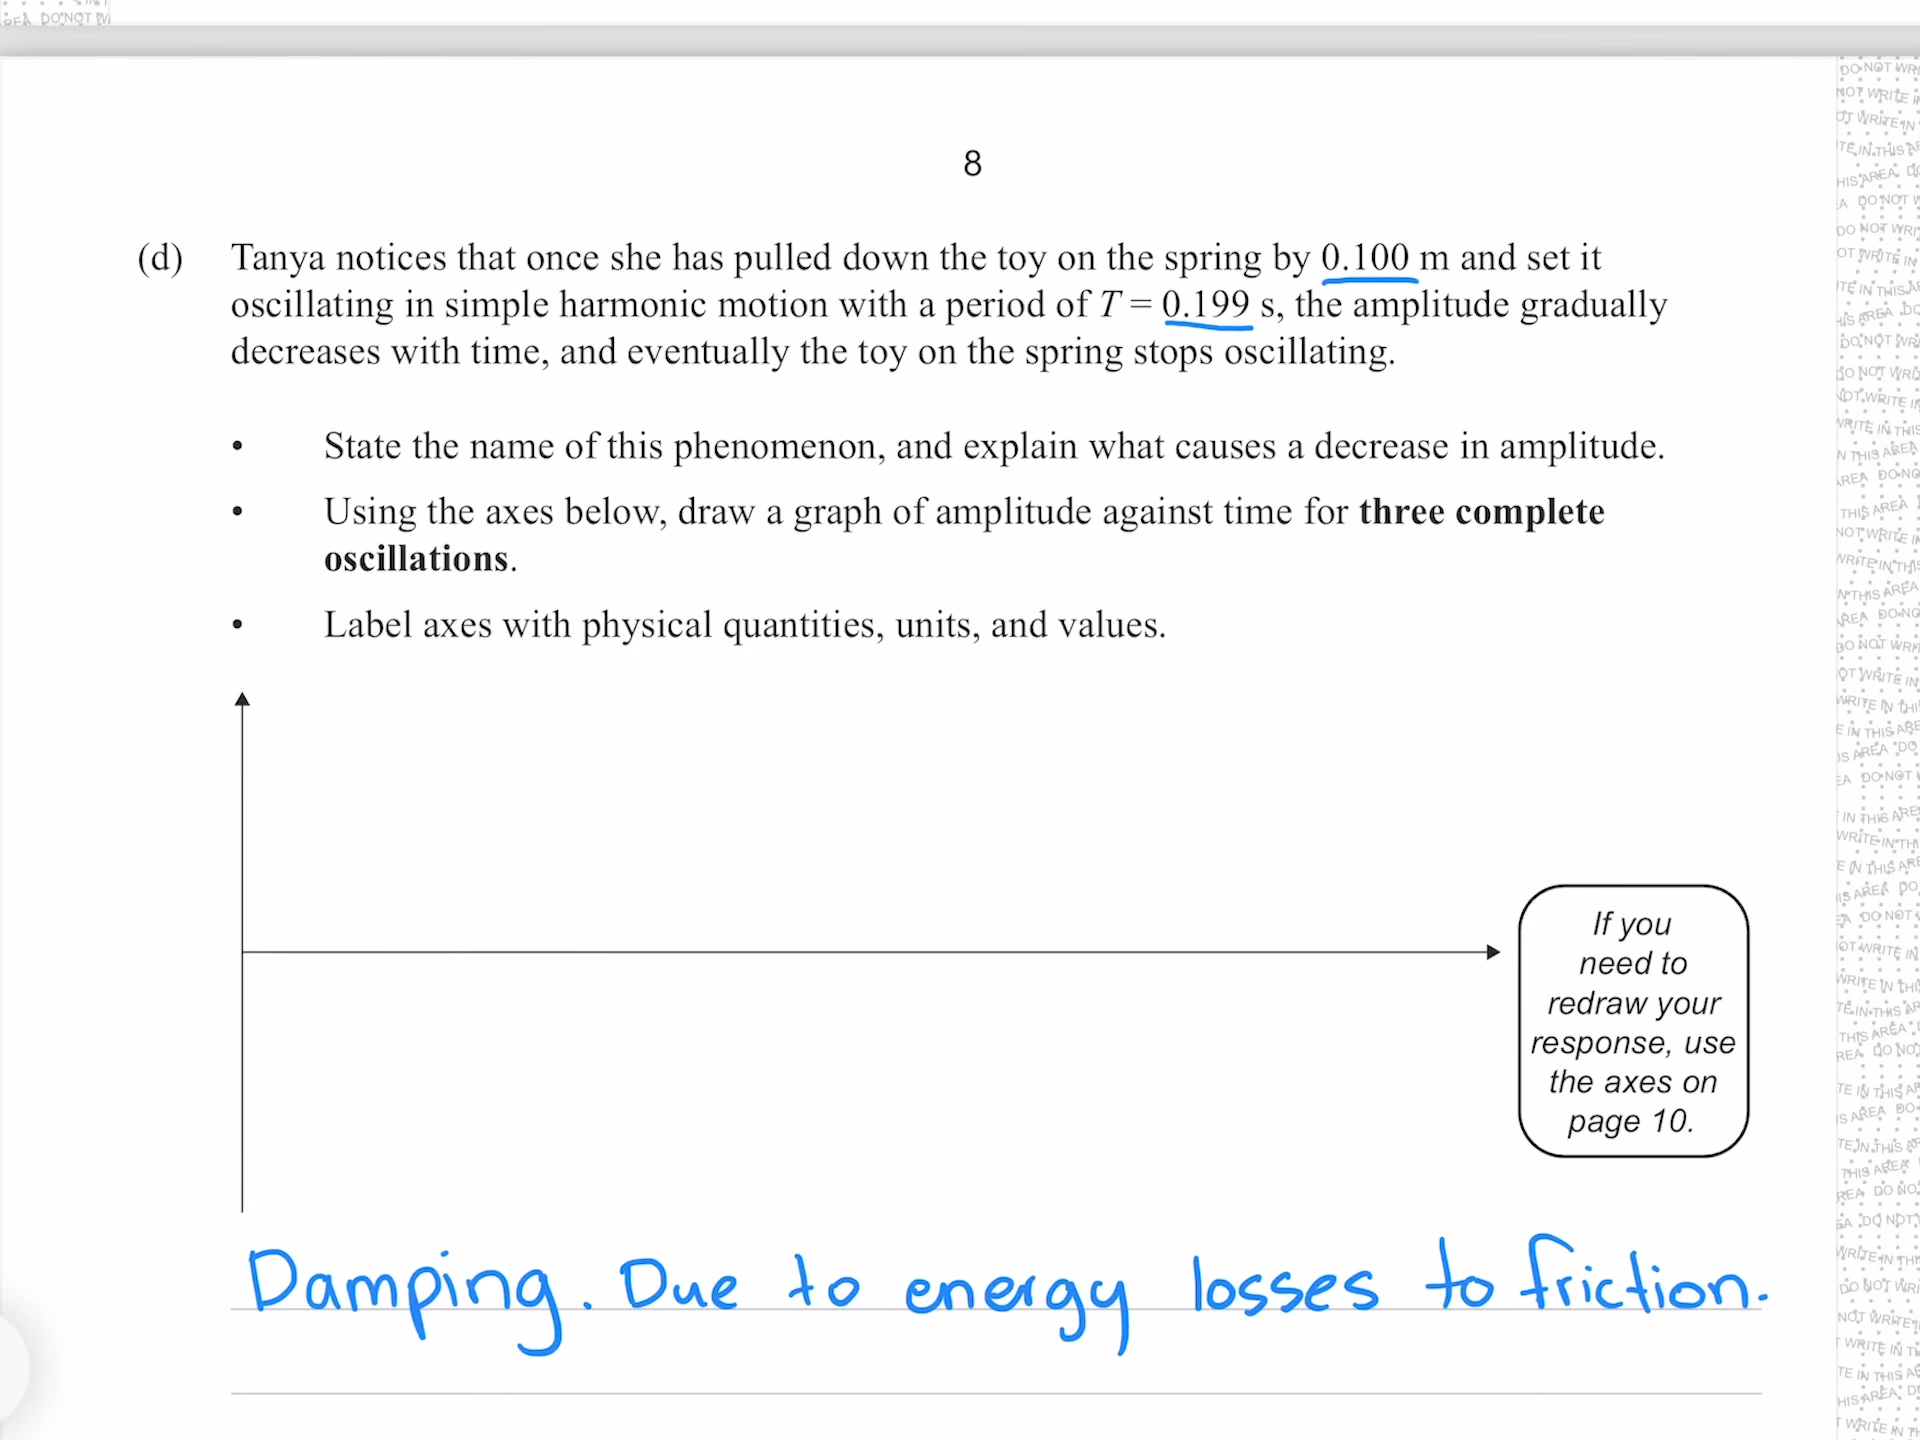 8
(d) Tanya notices that once she has pulled down the toy on the spring by 0.100 m and set it
oscillating in simple harmonic motion with a period of T = 0.199 s, the amplitude gradually
decreases with time, and eventually the toy on the spring stops oscillating.
• State the name of this phenomenon, and explain what causes a decrease in amplitude.
• Using the axes below, draw a graph of amplitude against time for three complete
oscillations.
• Label axes with physical quantities, units, and values.
If you
need to
redraw your
response, use
the axes on
page 10.
Damping. Due to energy losses to friction.